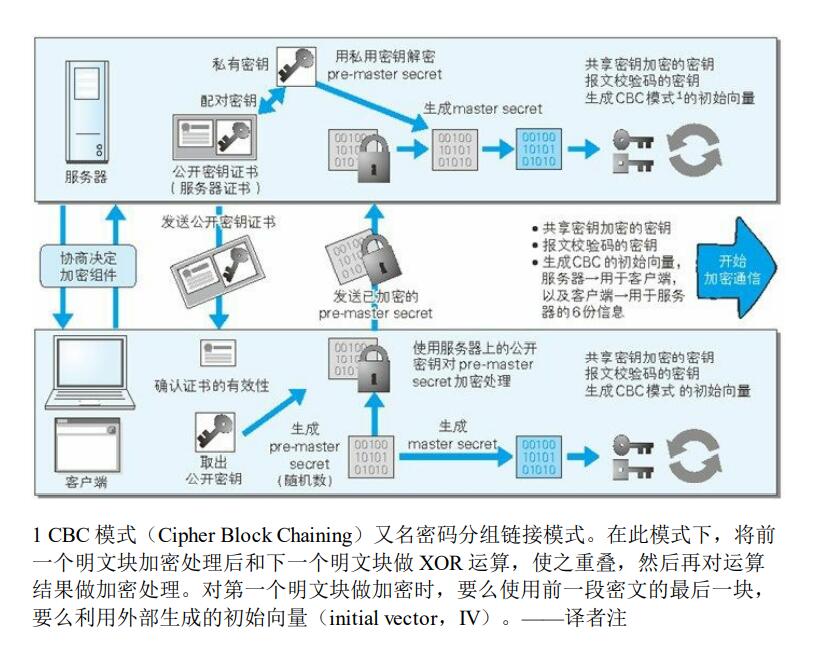 私有密钥
用私用密钥解密
pre-master secret
配对密钥
生成master secret
共享密钥加密的密钥
报文校验码的密钥
生成CBC模式1的初始向量
00100
10101
01010
00100
10101
01010
00100
10101
01010
服务器
公开密钥证书
(服务器证书)
协商决定
加密组件
发送公开密钥证书
00100
10101
01010
发送已加密的
pre-master secret
• 共享密钥加密的密钥
• 报文校验码的密钥
• 生成CBC的初始向量,
服务器→用于客户端,
以及客户端→用于服务
器的6份信息
开始
加密通信
确认证书的有效性
00100
10101
01010
使用服务器上的公开
密钥对pre-master
secret加密处理
共享密钥加密的密钥
报文校验码的密钥
生成CBC模式 的初始向量
客户端
取出
公开密钥
生成
pre-master
secret
(随机数)
00100
10101
01010
生成
master secret
00100
10101
01010
1 CBC 模式（Cipher Block Chaining）又名密码分组链接模式。在此模式下，将前
一个明文块加密处理后和下一个明文块做 XOR 运算，使之重叠，然后再对运算
结果做加密处理。对第一个明文块做加密时，要么使用前一段密文的最后一块，
要么利用外部生成的初始向量（initial vector，IV）。——译者注